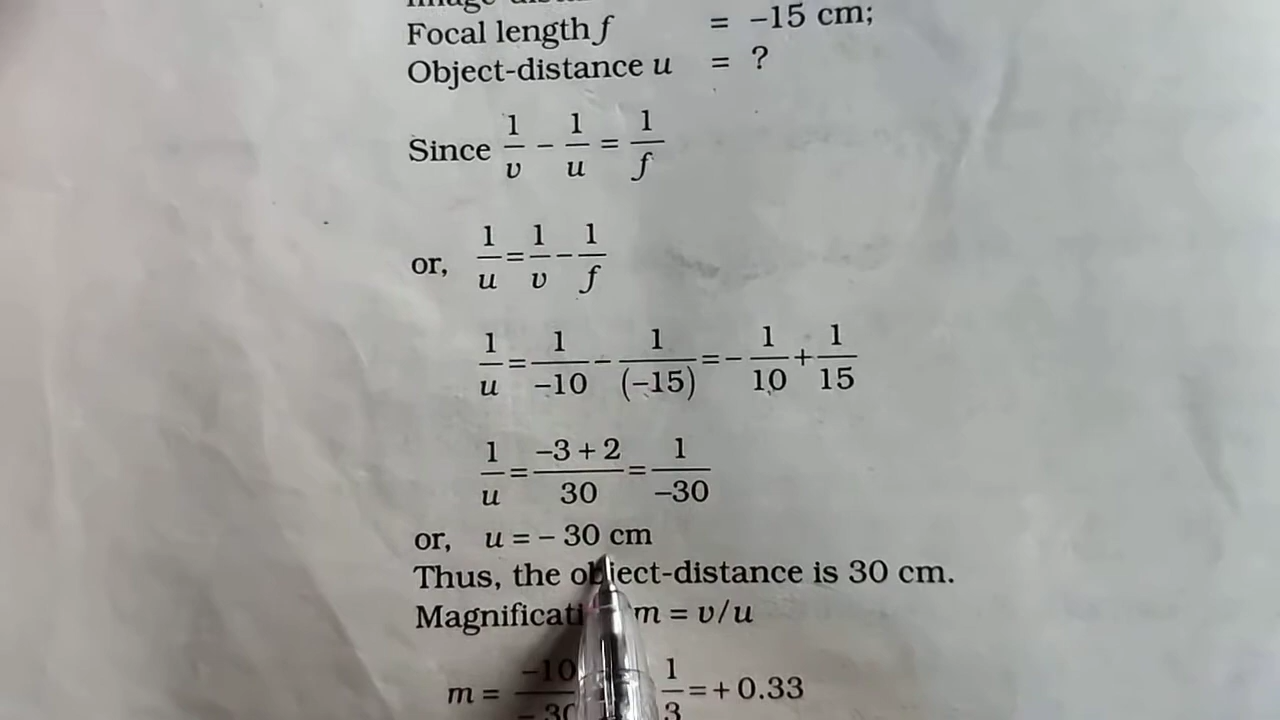 Focal length f = –15 cm;
Object-distance u = ?
Since 1/v – 1/u = 1/f
or, 1/u = 1/v – 1/f
1/u = 1/–10 – 1/(–15) = – 1/10 + 1/15
1/u = –3 + 2/30 = 1/–30
or, u = – 30 cm
Thus, the object-distance is 30 cm.
m = v/u
m = –10 1/3 = + 0.33